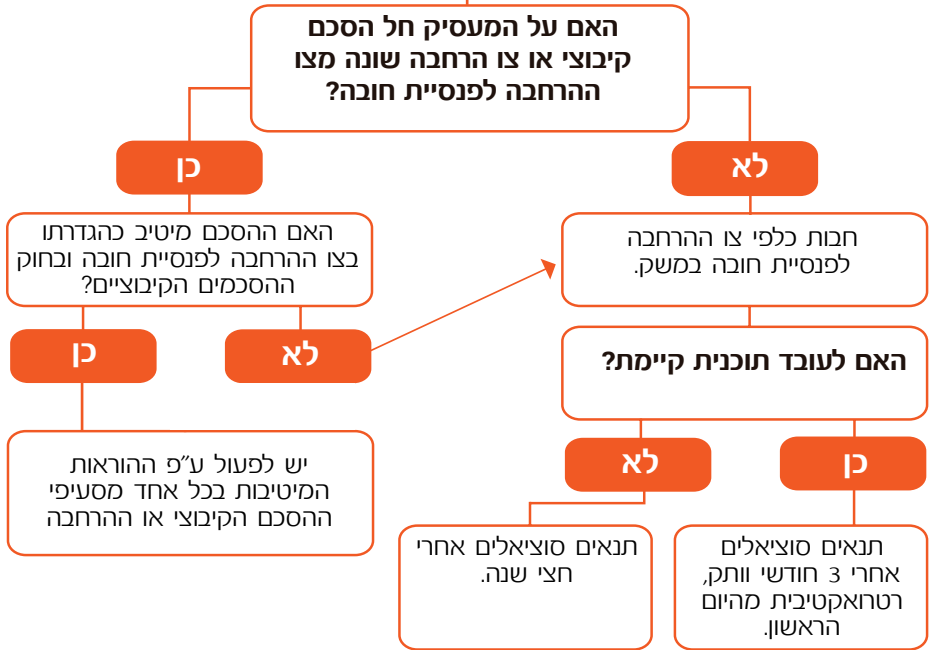 האם על המעסיק חל הסכם
קיבוצי או צו הרחבה שונה מצו
ההרחבה לפנסיית חובה?
כן
לא
האם ההסכם מיטיב כהגדרתו
בצו ההרחבה לפנסיית חובה ובחוק
ההסכמים הקיבוציים?
חבות כלפי צו ההרחבה
לפנסיית חובה במשק.
כן
לא
האם לעובד תוכנית קיימת?
יש לפעול ע״פ ההוראות
המיטיבות בכל אחד מסעיפי
ההסכם הקיבוצי או ההרחבה
לא
כן
תנאים סוציאלים אחרי
חצי שנה.
תנאים סוציאלים
אחרי 3 חודשי וותק,
רטרואקטיבית מהיום
הראשון.